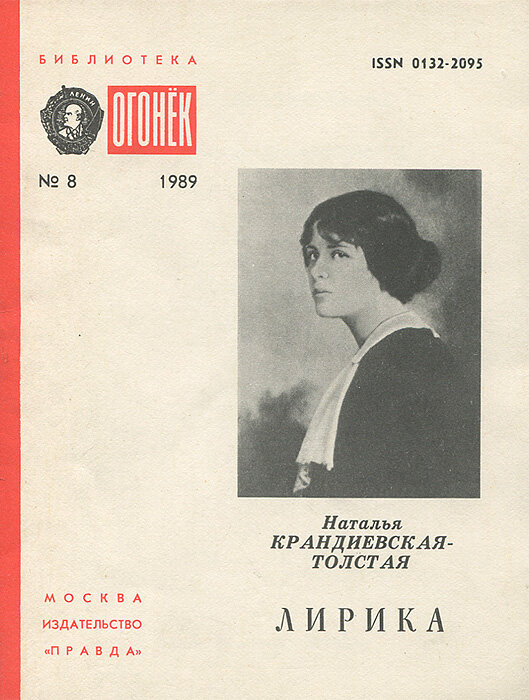 БИБЛИОТЕКА
ISSN 0132-2095
ЛЕНИН
ОГОНЁК
№ 8 1989
Наталья
КРАНДИЕВСКАЯ-
ТОЛСТАЯ
ЛИРИКА
МОСКВА
ИЗДАТЕЛЬСТВО
«ПРАВДА»